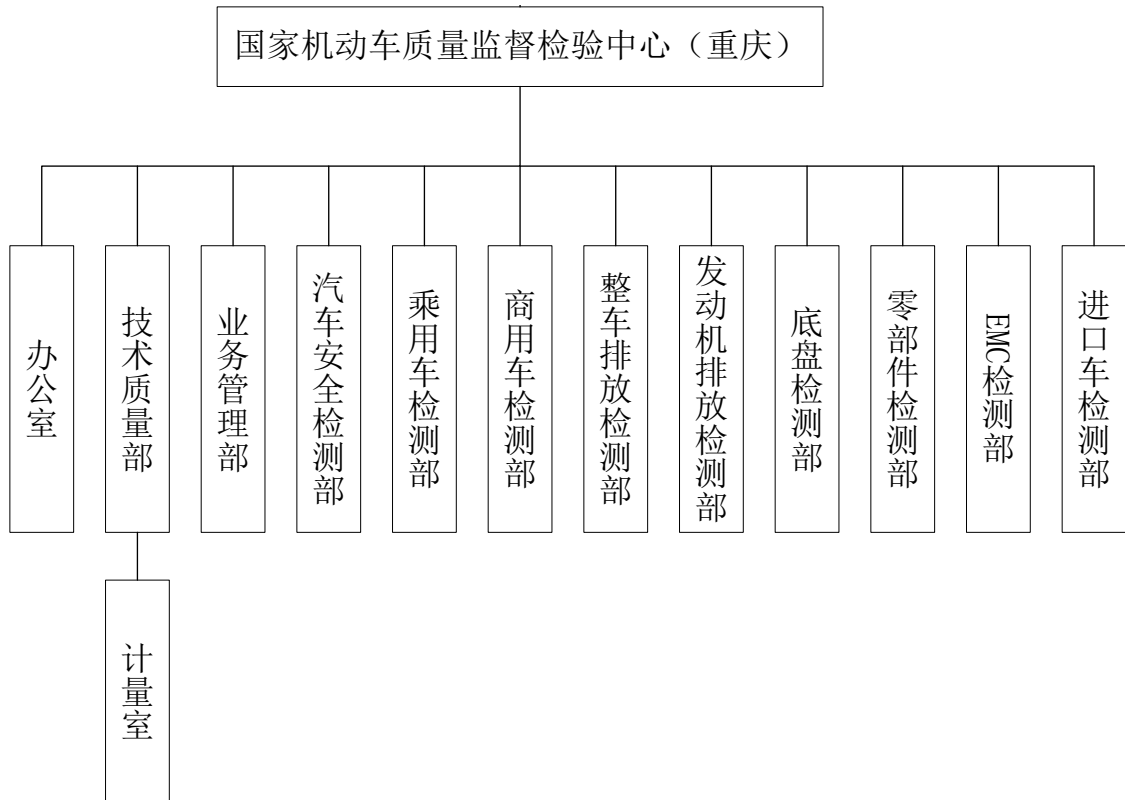 国家机动车质量监督检验中心（重庆）
办公室
技术质量部
业务管理部
汽车安全检测部
乘用车检测部
商用车检测部
整车排放检测部
发动机排放检测部
底盘检测部
零部件检测部
EMC检测部
进口车检测部
计量室